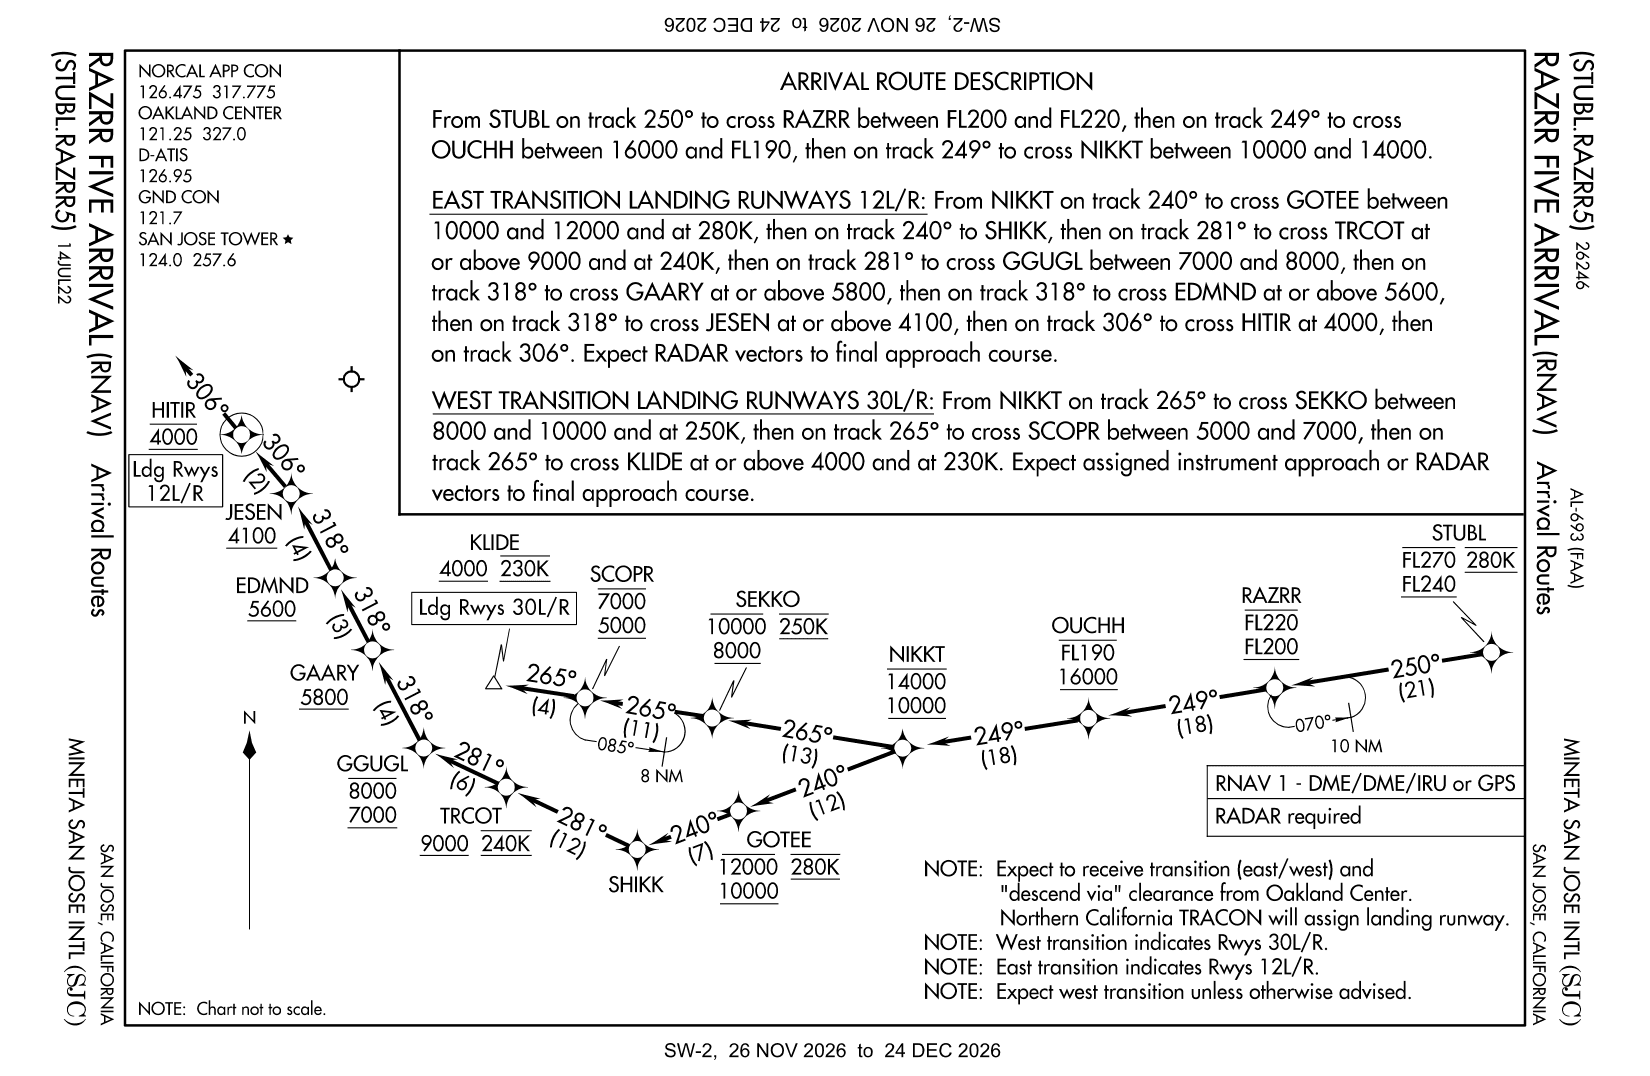 SW-2, 26 NOV 2026 to 24 DEC 2026
(STUBL.RAZRR5) 14JUL22
RAZRR FIVE ARRIVAL (RNAV) Arrival Routes
MINETA SAN JOSE INTL (SJC)
SAN JOSE, CALIFORNIA
NORCAL APP CON
126.475 317.775
OAKLAND CENTER
121.25 327.0
D-ATIS
126.95
GND CON
121.7
SAN JOSE TOWER ★
124.0 257.6
ARRIVAL ROUTE DESCRIPTION
From STUBL on track 250° to cross RAZRR between FL200 and FL220, then on track 249° to cross
OUCHH between 16000 and FL190, then on track 249° to cross NIKKT between 10000 and 14000.
EAST TRANSITION LANDING RUNWAYS 12L/R: From NIKKT on track 240° to cross GOTEE between
10000 and 12000 and at 280K, then on track 240° to SHIKK, then on track 281° to cross TRCOT at
or above 9000 and at 240K, then on track 281° to cross GGUGL between 7000 and 8000, then on
track 318° to cross GAARY at or above 5800, then on track 318° to cross EDMND at or above 5600,
then on track 318° to cross JESEN at or above 4100, then on track 306° to cross HITIR at 4000, then
on track 306°. Expect RADAR vectors to final approach course.
WEST TRANSITION LANDING RUNWAYS 30L/R: From NIKKT on track 265° to cross SEKKO between
8000 and 10000 and at 250K, then on track 265° to cross SCOPR between 5000 and 7000, then on
track 265° to cross KLIDE at or above 4000 and at 230K. Expect assigned instrument approach or RADAR
vectors to final approach course.
306°
HITIR
4000
Ldg Rwys
12L/R
306°
(2)
JESEN
4100
318°
(4)
EDMND
5600
318°
(3)
GAARY
5800
318°
(4)
GGUGL
8000
7000
281°
(6)
TRCOT
9000 240K
281°
(12)
SHIKK
240°
(7)
GOTEE
12000 280K
10000
240°
(12)
KLIDE
4000 230K
Ldg Rwys 30L/R
265°
(4)
SCOPR
7000
5000
265°
(11)
085°
8 NM
SEKKO
10000 250K
8000
265°
(13)
NIKKT
14000
10000
249°
(18)
OUCHH
FL190
16000
249°
(18)
RAZRR
FL220
FL200
070°
10 NM
250°
(21)
STUBL
FL270 280K
FL240
N
RNAV 1 - DME/DME/IRU or GPS
RADAR required
NOTE: Expect to receive transition (east/west) and
"descend via" clearance from Oakland Center.
Northern California TRACON will assign landing runway.
NOTE: West transition indicates Rwys 30L/R.
NOTE: East transition indicates Rwys 12L/R.
NOTE: Expect west transition unless otherwise advised.
NOTE: Chart not to scale.
(STUBL.RAZRR5) 26246
RAZRR FIVE ARRIVAL (RNAV) Arrival Routes
AL-693 (FAA)
MINETA SAN JOSE INTL (SJC)
SAN JOSE, CALIFORNIA
SW-2, 26 NOV 2026 to 24 DEC 2026